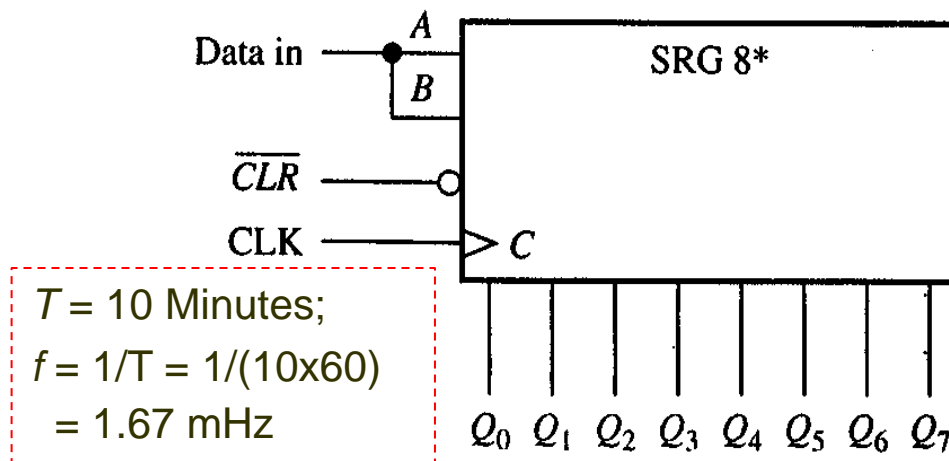 A
Data in
SRG 8*
B
C̅L̅R̅
CLK
C
T = 10 Minutes;
f = 1/T = 1/(10x60)
= 1.67 mHz
Q₀ Q₁ Q₂ Q₃ Q₄ Q₅ Q₆ Q₇